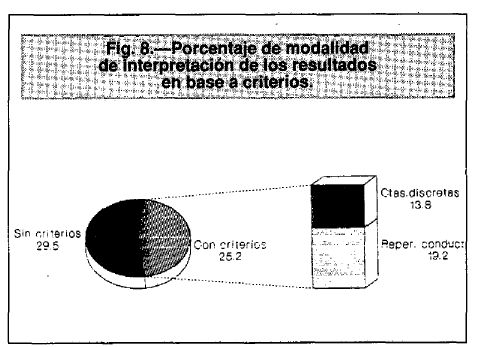 Fig. 8.—Porcentaje de modalidad
de interpretación de los resultados
en base a criterios.
Ctas.discretas
13.8
Sin criterios
29.5
Con criterios
25.2
Reper. conduct
19.2